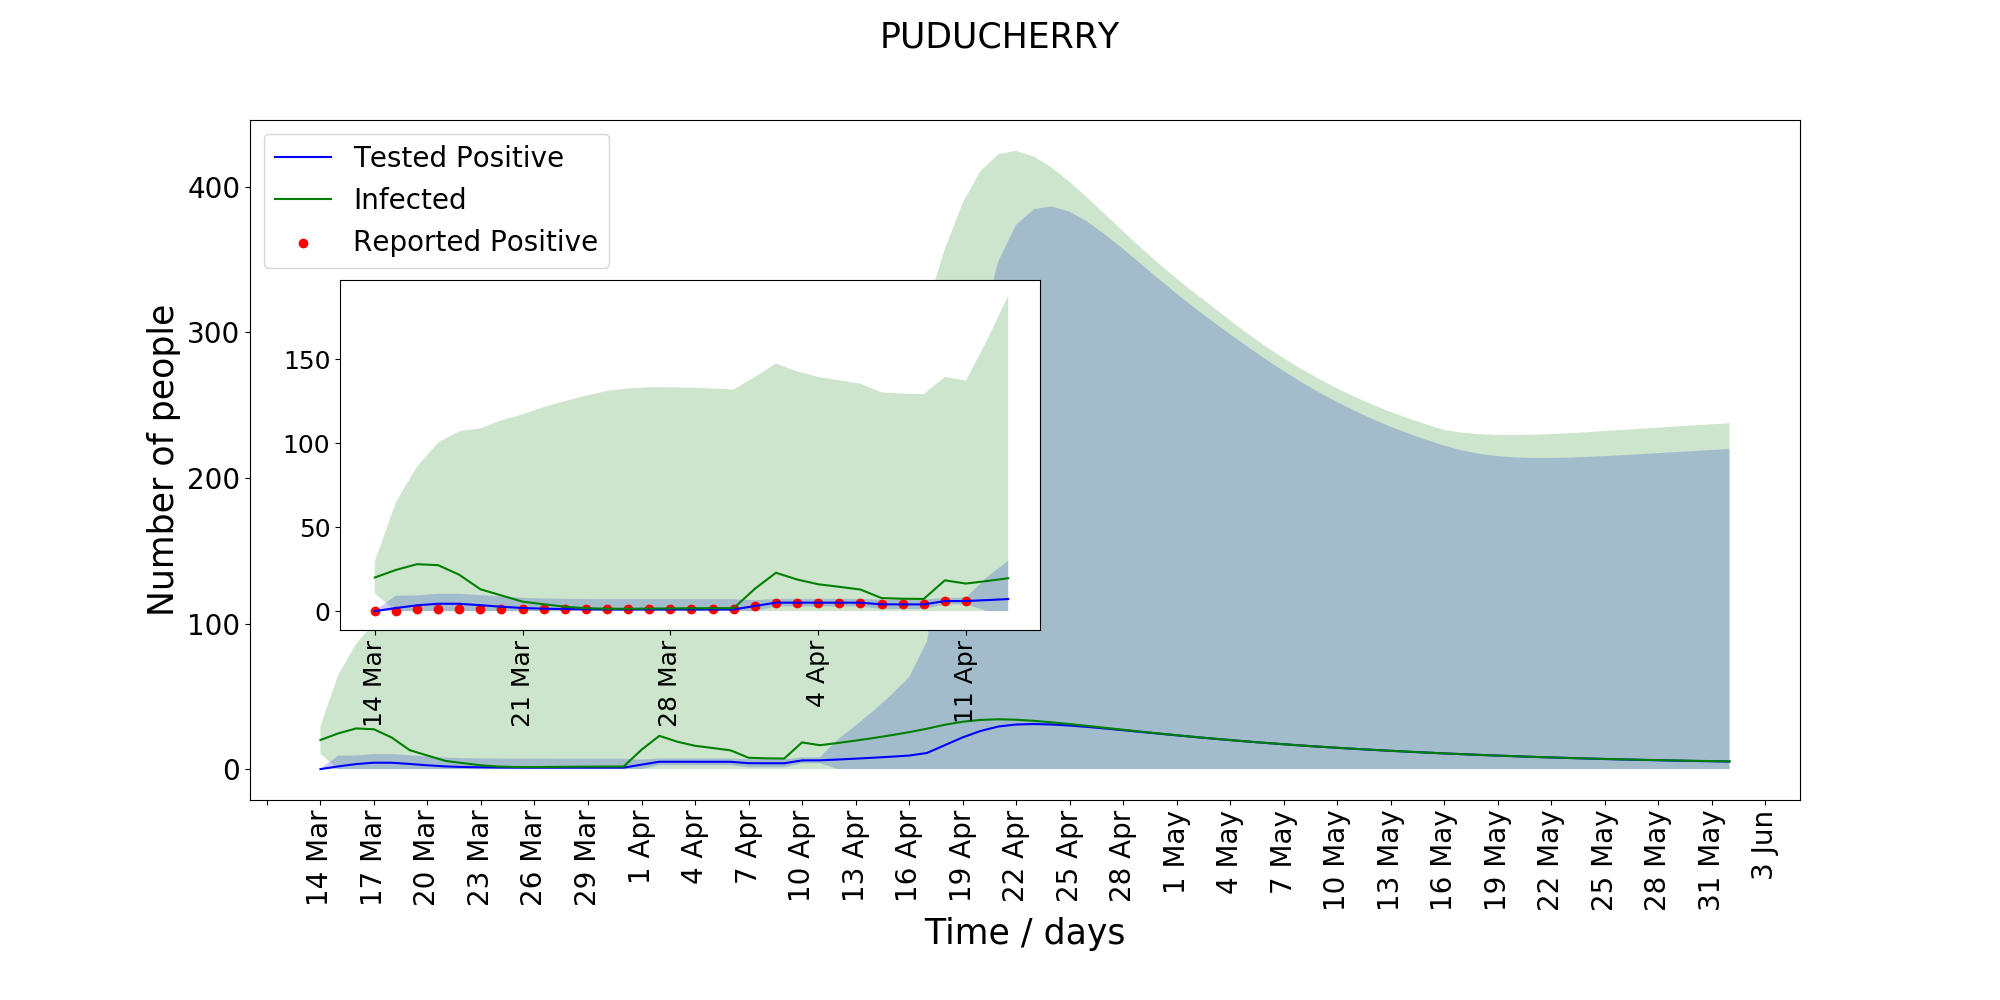 PUDUCHERRY
Tested Positive
Infected
Reported Positive
Number of people
400
300
200
100
0
150
100
50
0
14 Mar
21 Mar
28 Mar
4 Apr
11 Apr
14 Mar
17 Mar
20 Mar
23 Mar
26 Mar
29 Mar
1 Apr
4 Apr
7 Apr
10 Apr
13 Apr
16 Apr
19 Apr
22 Apr
25 Apr
28 Apr
1 May
4 May
7 May
10 May
13 May
16 May
19 May
22 May
25 May
28 May
31 May
3 Jun
Time / days